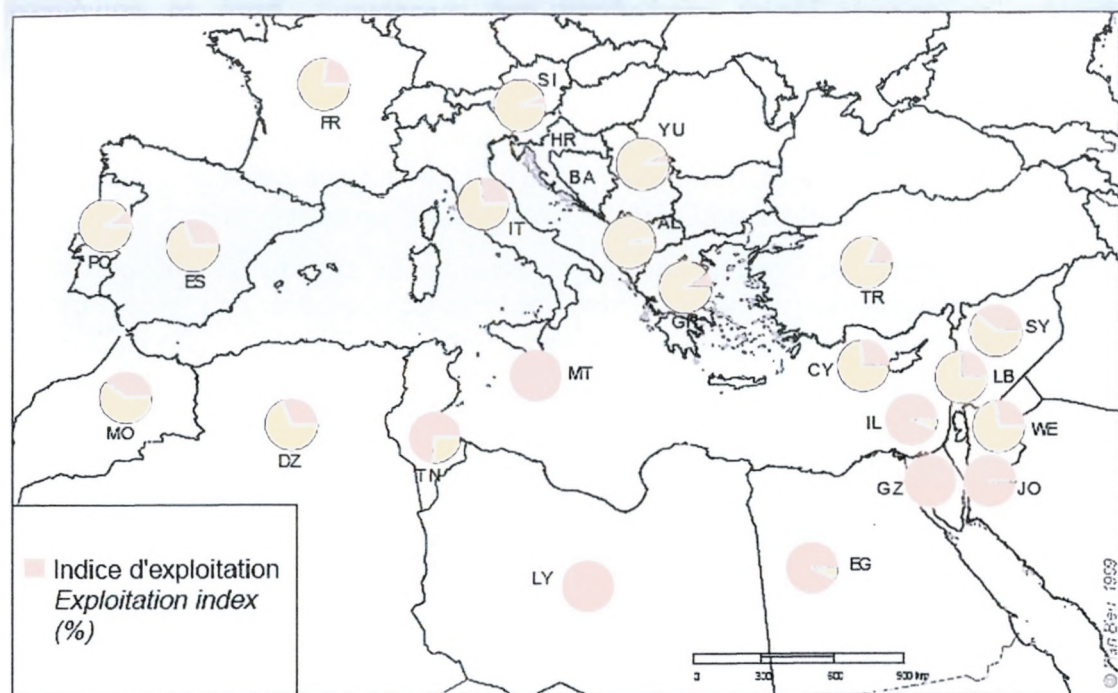 SI
FR
YU
HR
BA
IT
AL
PO
ES
GR
TR
SY
MT
CY
LB
MO
IL
WE
DZ
TN
GZ
JO
LY
EG
Indice d'exploitation
Exploitation index
(%)
0 300 600 900 km
1999